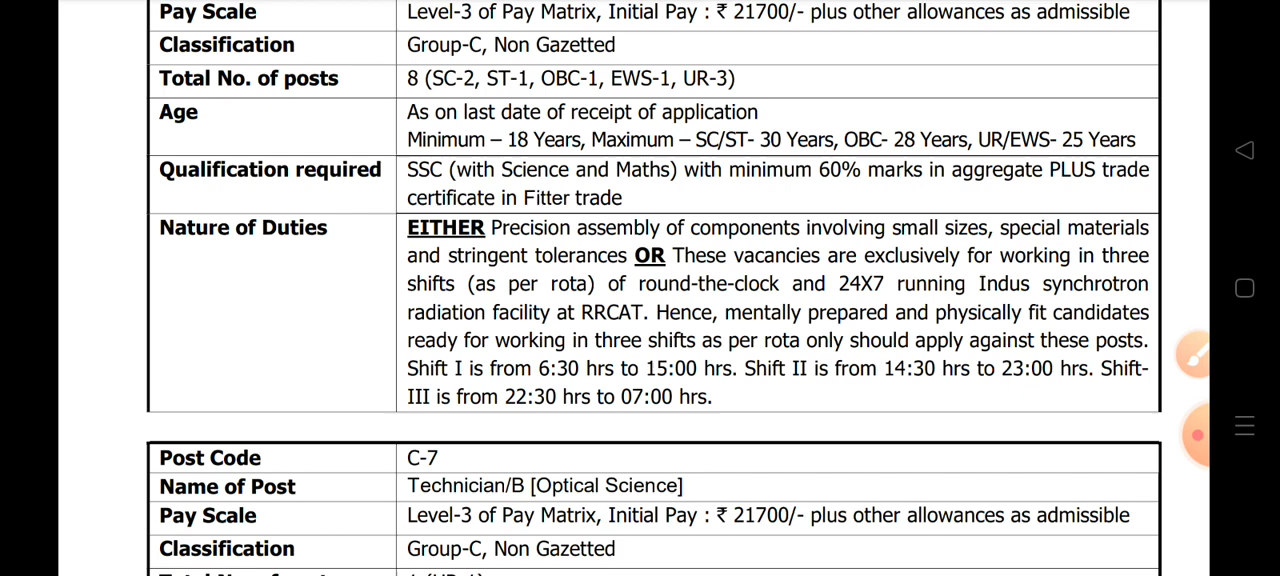 Pay Scale Level-3 of Pay Matrix, Initial Pay : ₹ 21700/- plus other allowances as admissible
Classification Group-C, Non Gazetted
Total No. of posts 8 (SC-2, ST-1, OBC-1, EWS-1, UR-3)
Age As on last date of receipt of application
Minimum – 18 Years, Maximum – SC/ST- 30 Years, OBC- 28 Years, UR/EWS- 25 Years
Qualification required SSC (with Science and Maths) with minimum 60% marks in aggregate PLUS trade
certificate in Fitter trade
Nature of Duties EITHER Precision assembly of components involving small sizes, special materials
and stringent tolerances OR These vacancies are exclusively for working in three
shifts (as per rota) of round-the-clock and 24X7 running Indus synchrotron
radiation facility at RRCAT. Hence, mentally prepared and physically fit candidates
ready for working in three shifts as per rota only should apply against these posts.
Shift I is from 6:30 hrs to 15:00 hrs. Shift II is from 14:30 hrs to 23:00 hrs. Shift-
III is from 22:30 hrs to 07:00 hrs.
Post Code C-7
Name of Post Technician/B [Optical Science]
Pay Scale Level-3 of Pay Matrix, Initial Pay : ₹ 21700/- plus other allowances as admissible
Classification Group-C, Non Gazetted